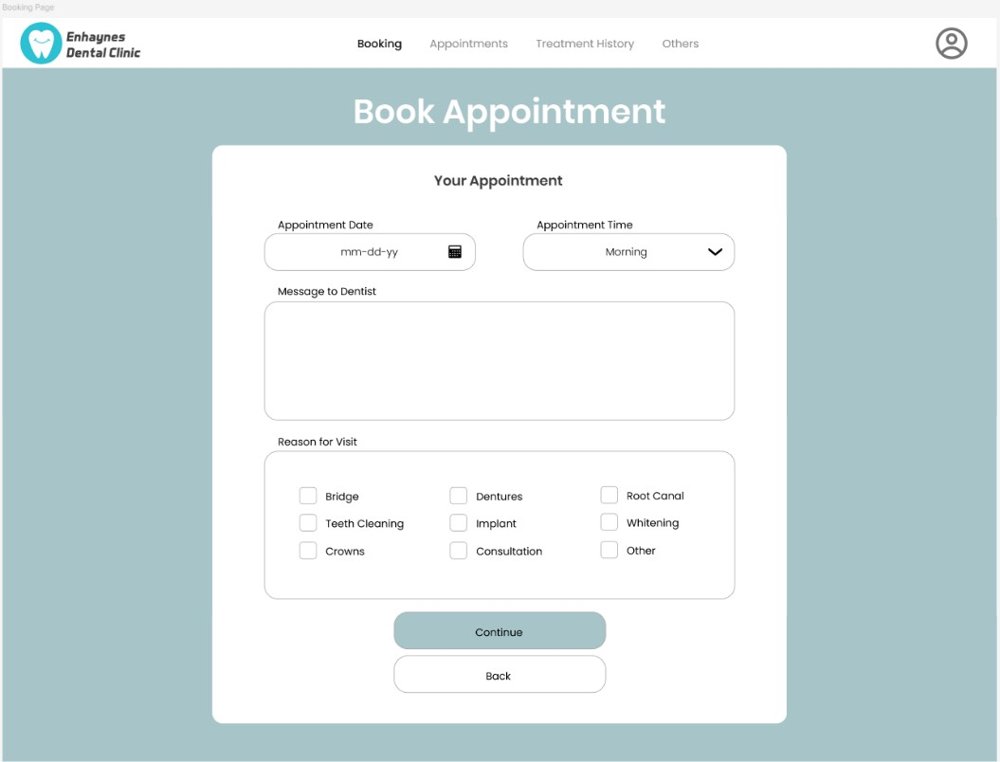 Booking Page
Enhaynes
Dental Clinic
Booking Appointments Treatment History Others
Book Appointment
Your Appointment
Appointment Date Appointment Time
mm-dd-yy Morning
Message to Dentist
Reason for Visit
Bridge Dentures Root Canal
Teeth Cleaning Implant Whitening
Crowns Consultation Other
Continue
Back